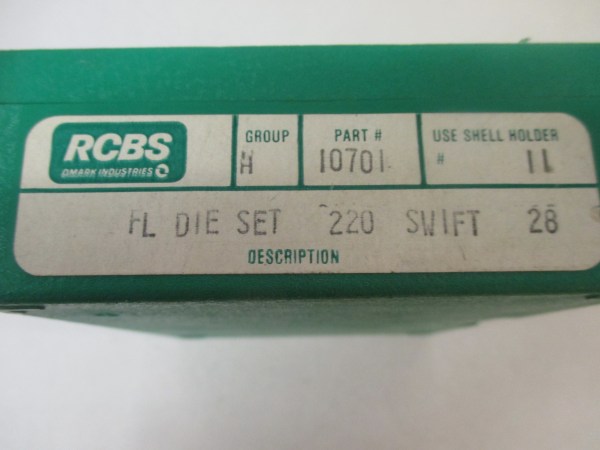 RCBS
OMARK INDUSTRIES
GROUP
H
PART #
10701
USE SHELL HOLDER
# 11
FL DIE SET 220 SWIFT 28
DESCRIPTION